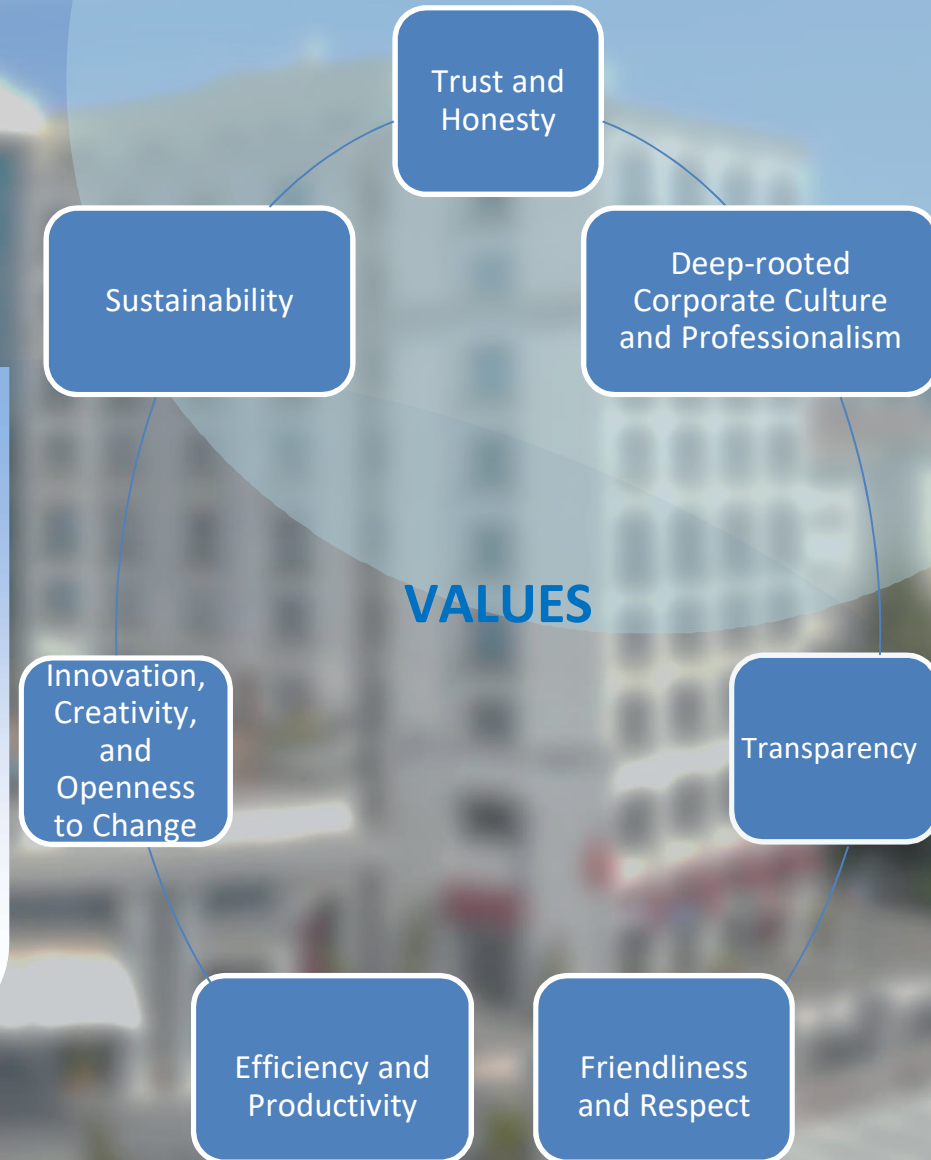 Trust and
Honesty
Deep-rooted
Corporate Culture
and Professionalism
Transparency
Friendliness
and Respect
Efficiency and
Productivity
Innovation,
Creativity,
and
Openness
to Change
Sustainability
VALUES